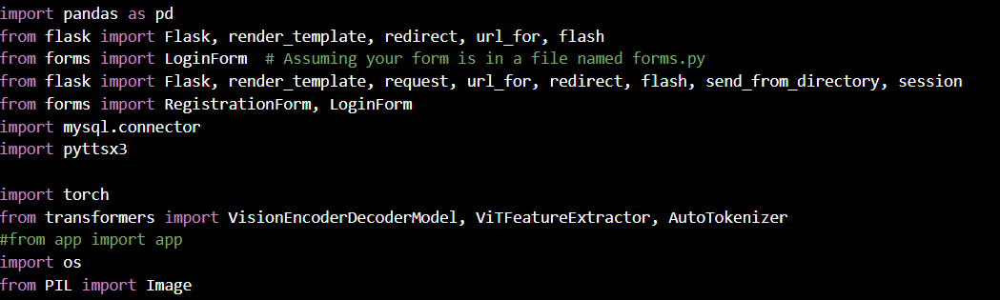 import pandas as pd
from flask import Flask, render_template, redirect, url_for, flash
from forms import LoginForm  # Assuming your form is in a file named forms.py
from flask import Flask, render_template, request, url_for, redirect, flash, send_from_directory, session
from forms import RegistrationForm, LoginForm
import mysql.connector
import pyttsx3
import torch
from transformers import VisionEncoderDecoderModel, ViTFeatureExtractor, AutoTokenizer
#from app import app
import os
from PIL import Image